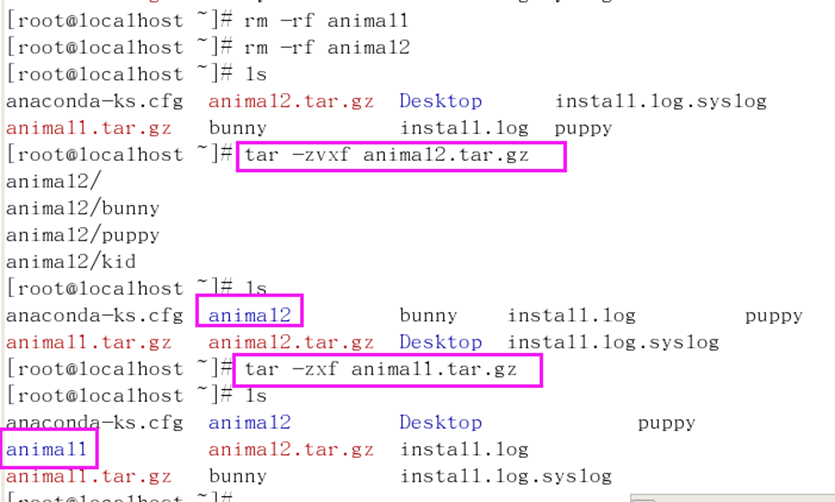 [root@localhost ~]# rm -rf animal1
[root@localhost ~]# rm -rf animal2
[root@localhost ~]# ls
anaconda-ks.cfg  animal2.tar.gz  Desktop      install.log.syslog
animal1.tar.gz   bunny           install.log  puppy
[root@localhost ~]# tar -zvxf animal2.tar.gz
animal2/
animal2/bunny
animal2/puppy
animal2/kid
[root@localhost ~]# ls
anaconda-ks.cfg  animal2         bunny    install.log         puppy
animal1.tar.gz   animal2.tar.gz  Desktop  install.log.syslog
[root@localhost ~]# tar -zxf animal1.tar.gz
[root@localhost ~]# ls
anaconda-ks.cfg  animal2         Desktop             puppy
animal1          animal2.tar.gz  install.log
animal1.tar.gz   bunny           install.log.syslog
[root@localhost ~]#